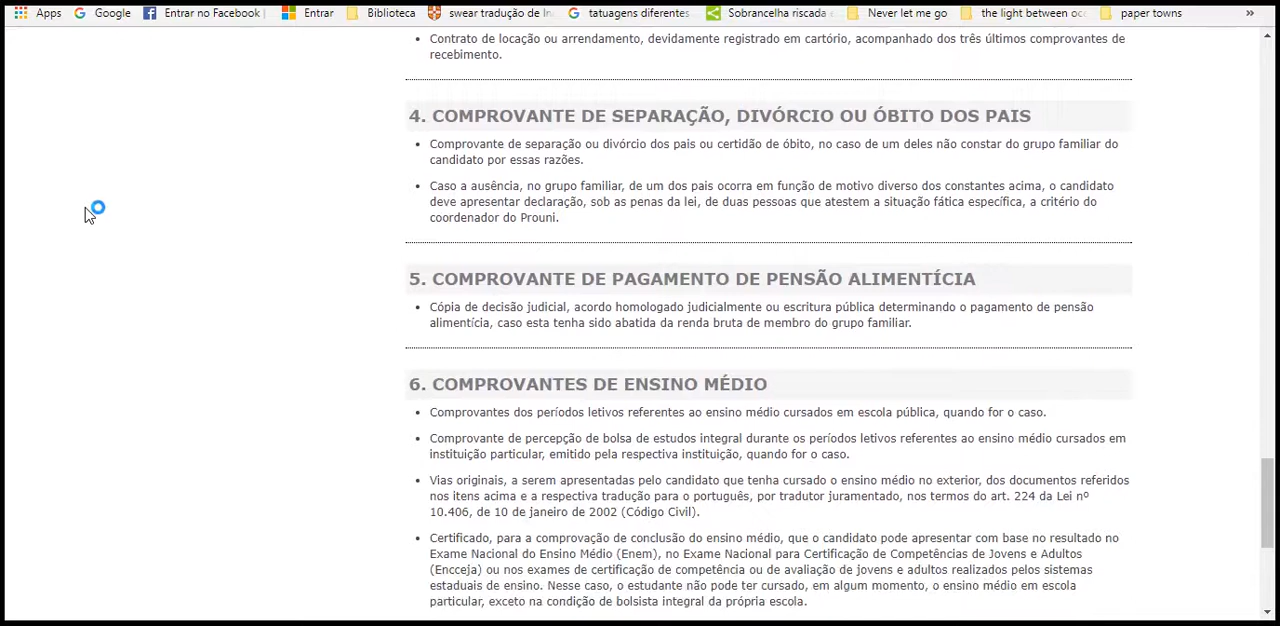 Apps Google Entrar no Facebook | Entrar Biblioteca swear tradução de In tatuagens diferentes Sobrancelha riscada Never let me go the light between oc paper towns »
• Contrato de locação ou arrendamento, devidamente registrado em cartório, acompanhado dos três últimos comprovantes de
recebimento.
4. COMPROVANTE DE SEPARAÇÃO, DIVÓRCIO OU ÓBITO DOS PAIS
• Comprovante de separação ou divórcio dos pais ou certidão de óbito, no caso de um deles não constar do grupo familiar do
candidato por essas razões.
• Caso a ausência, no grupo familiar, de um dos pais ocorra em função de motivo diverso dos constantes acima, o candidato
deve apresentar declaração, sob as penas da lei, de duas pessoas que atestem a situação fática específica, a critério do
coordenador do Prouni.
5. COMPROVANTE DE PAGAMENTO DE PENSÃO ALIMENTÍCIA
• Cópia de decisão judicial, acordo homologado judicialmente ou escritura pública determinando o pagamento de pensão
alimentícia, caso esta tenha sido abatida da renda bruta de membro do grupo familiar.
6. COMPROVANTES DE ENSINO MÉDIO
• Comprovantes dos períodos letivos referentes ao ensino médio cursados em escola pública, quando for o caso.
• Comprovante de percepção de bolsa de estudos integral durante os períodos letivos referentes ao ensino médio cursados em
instituição particular, emitido pela respectiva instituição, quando for o caso.
• Vias originais, a serem apresentadas pelo candidato que tenha cursado o ensino médio no exterior, dos documentos referidos
nos itens acima e a respectiva tradução para o português, por tradutor juramentado, nos termos do art. 224 da Lei nº
10.406, de 10 de janeiro de 2002 (Código Civil).
• Certificado, para a comprovação de conclusão do ensino médio, que o candidato pode apresentar com base no resultado no
Exame Nacional do Ensino Médio (Enem), no Exame Nacional para Certificação de Competências de Jovens e Adultos
(Encceja) ou nos exames de certificação de competência ou de avaliação de jovens e adultos realizados pelos sistemas
estaduais de ensino. Nesse caso, o estudante não pode ter cursado, em algum momento, o ensino médio em escola
particular, exceto na condição de bolsista integral da própria escola.